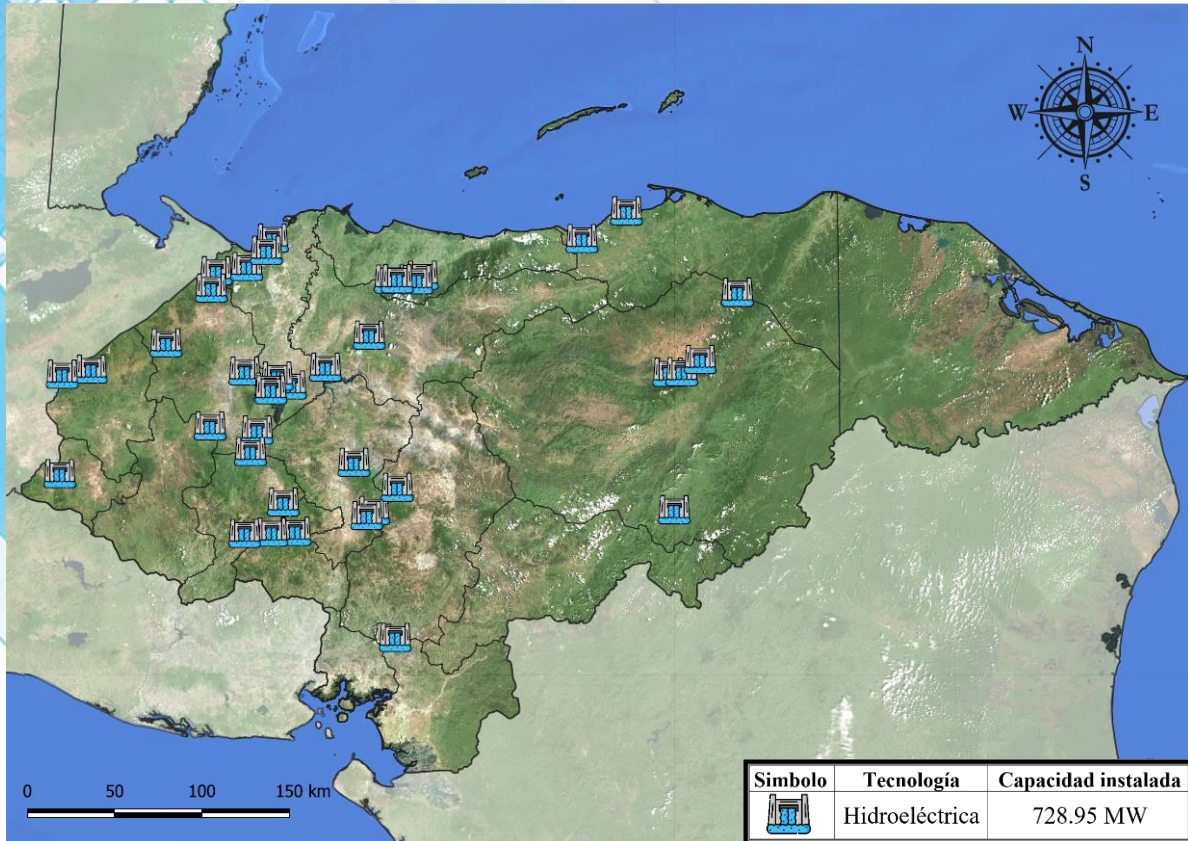 N
W E
S
0 50 100 150 km
Simbolo Tecnología Capacidad instalada
Hidroeléctrica 728.95 MW